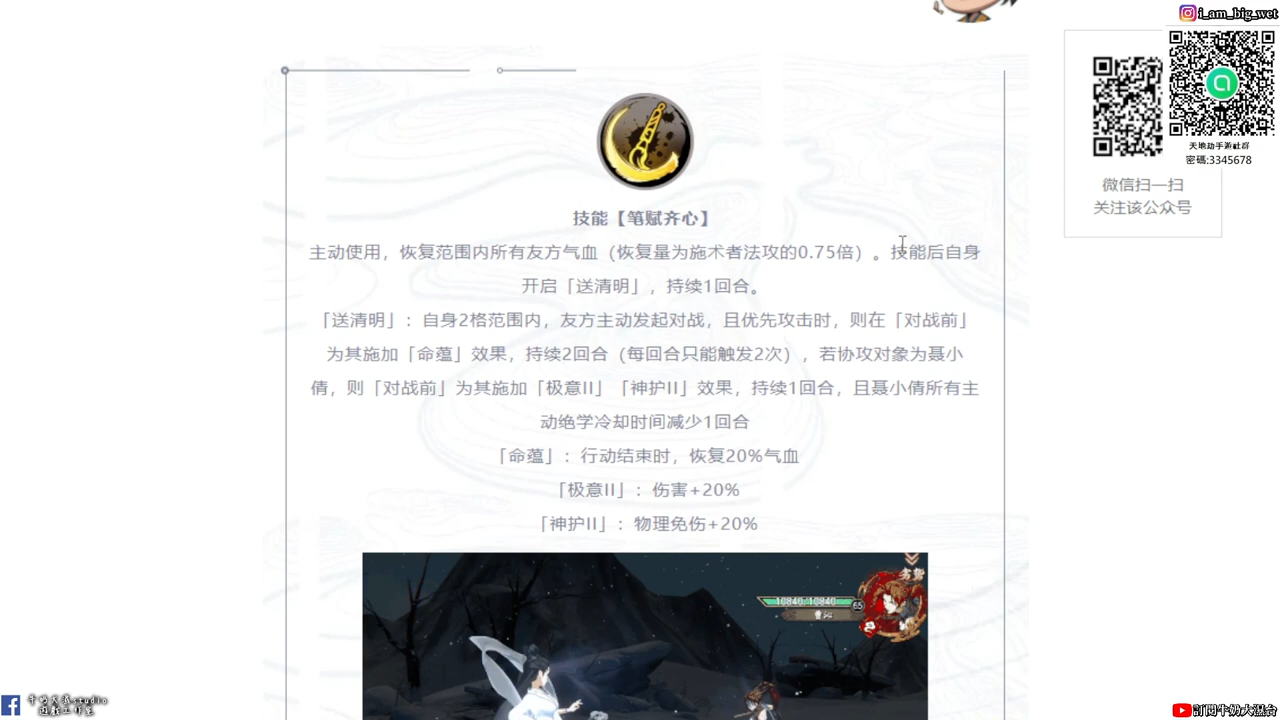 i_am_big_wet
天地劫手游社群
密碼:3345678
微信扫一扫
关注该公众号
技能【笔赋齐心】
主动使用，恢复范围内所有友方气血（恢复量为施术者法攻的0.75倍）。技能后自身
开启「送清明」，持续1回合。
「送清明」：自身2格范围内，友方主动发起对战，且优先攻击时，则在「对战前」
为其施加「命蕴」效果，持续2回合（每回合只能触发2次），若协攻对象为聂小
倩，则「对战前」为其施加「极意II」「神护II」效果，持续1回合，且聂小倩所有主
动绝学冷却时间减少1回合
「命蕴」：行动结束时，恢复20%气血
「极意II」：伤害+20%
「神护II」：物理免伤+20%
10840/10840
65
studio
訂閱牛奶大濕台